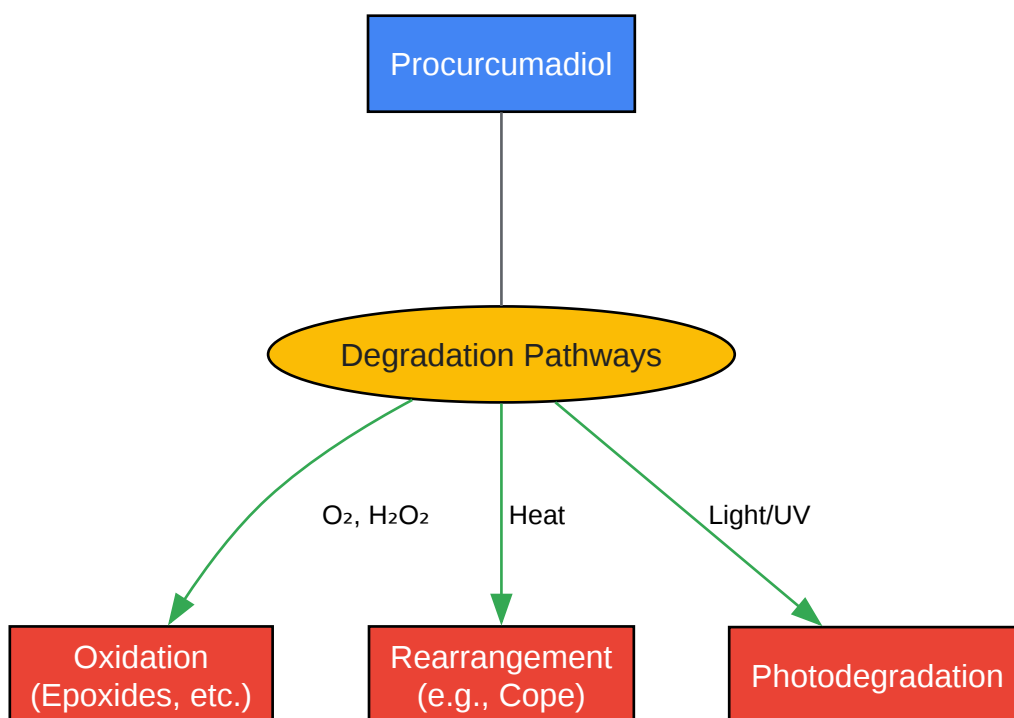 Procurcumadiol
Degradation Pathways
O₂, H₂O₂
Heat
Light/UV
Oxidation
(Epoxides, etc.)
Rearrangement
(e.g., Cope)
Photodegradation